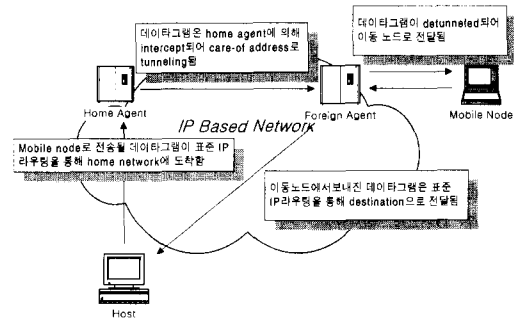 데이타그램은 home agent에 의해
intercept되어 care-of address로
tunneling됨
데이타그램이 detunneled되어
이동 노드로 전달됨
Home Agent
Foreign Agent
Mobile Node
IP Based Network
Mobile node로 전송될 데이타그램이 표준 IP
라우팅을 통해 home network에 도착함
이동노드에서보내진 데이타그램은 표준
IP라우팅을 통해 destination으로 전달됨
Host